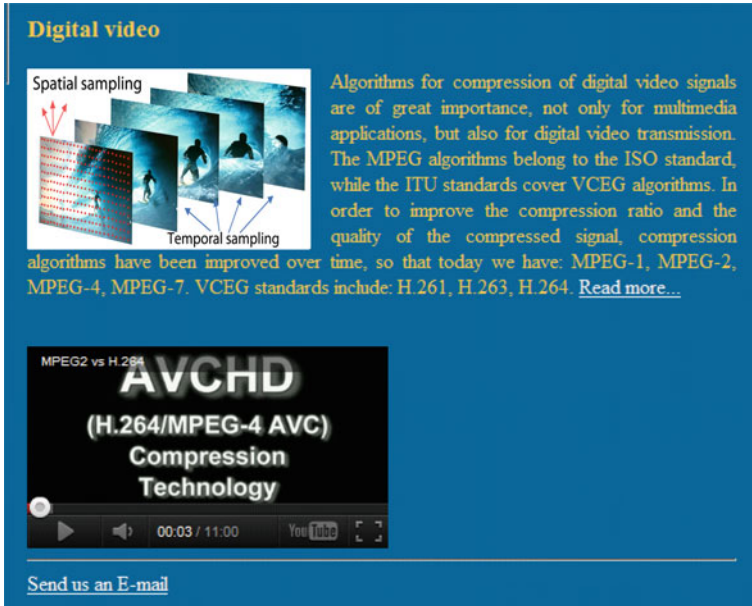 Digital video
Spatial sampling
Temporal sampling
Algorithms for compression of digital video signals
are of great importance, not only for multimedia
applications, but also for digital video transmission.
The MPEG algorithms belong to the ISO standard,
while the ITU standards cover VCEG algorithms. In
order to improve the compression ratio and the
quality of the compressed signal, compression
algorithms have been improved over time, so that today we have: MPEG-1, MPEG-2,
MPEG-4, MPEG-7. VCEG standards include: H.261, H.263, H.264. Read more...
MPEG2 vs H.264
AVCHD
(H.264/MPEG-4 AVC)
Compression
Technology
00:03 / 11:00 YouTube
Send us an E-mail